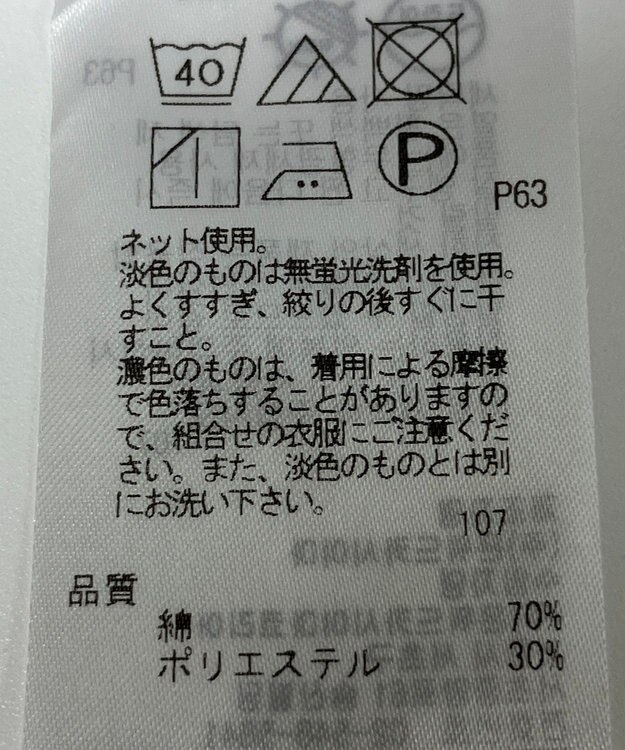 40
P
P63
ネット使用。
淡色のものは無蛍光洗剤を使用。
よくすすぎ、絞りの後すぐに干
すこと。
濃色のものは、着用による摩擦
で色落ちすることがありますの
で、組合せの衣服にご注意くだ
さい。また、淡色のものとは別
にお洗い下さい。
107
品質
綿 70%
ポリエステル 30%